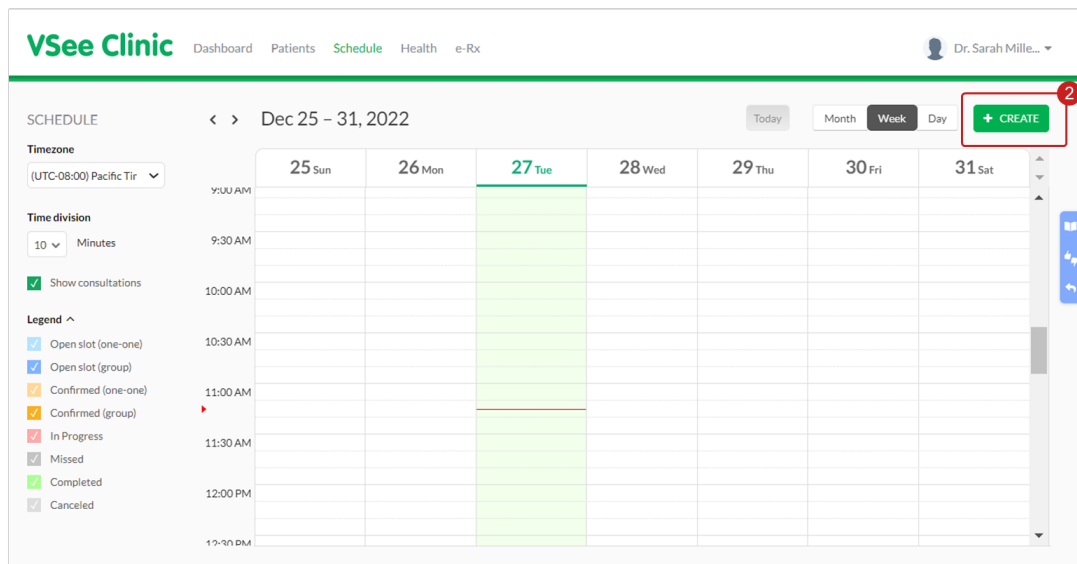 VSee Clinic
Dashboard Patients Schedule Health e-Rx
Dr. Sarah Mille...
2
SCHEDULE
Dec 25 – 31, 2022
Today
Month Week Day
+ CREATE
Timezone
(UTC-08:00) Pacific Tir
Time division
10 Minutes
Show consultations
Legend
Open slot (one-one)
Open slot (group)
Confirmed (one-one)
Confirmed (group)
In Progress
Missed
Completed
Canceled
25 Sun 26 Mon 27 Tue 28 Wed 29 Thu 30 Fri 31 Sat
9:00 AM
9:30 AM
10:00 AM
10:30 AM
11:00 AM
11:30 AM
12:00 PM
12:30 PM